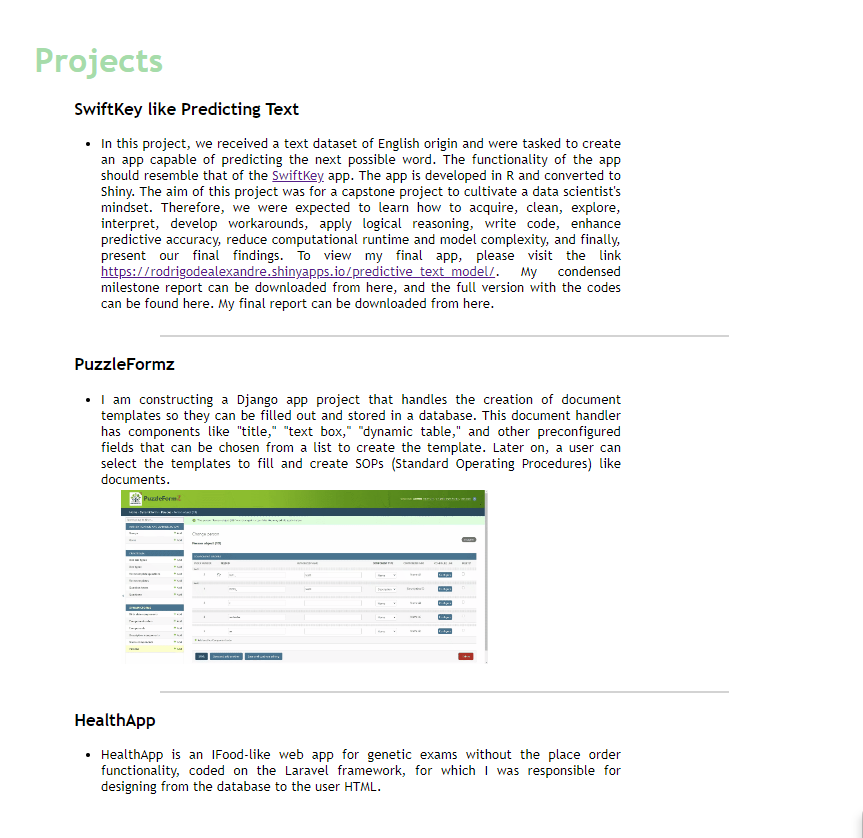 Projects
SwiftKey like Predicting Text
• In this project, we received a text dataset of English origin and were tasked to create
an app capable of predicting the next possible word. The functionality of the app
should resemble that of the SwiftKey app. The app is developed in R and converted to
Shiny. The aim of this project was for a capstone project to cultivate a data scientist's
mindset. Therefore, we were expected to learn how to acquire, clean, explore,
interpret, develop workarounds, apply logical reasoning, write code, enhance
predictive accuracy, reduce computational runtime and model complexity, and finally,
present our final findings. To view my final app, please visit the link
https://rodrigodealexandre.shinyapps.io/predictive_text_model/. My condensed
milestone report can be downloaded from here, and the full version with the codes
can be found here. My final report can be downloaded from here.
PuzzleFormz
• I am constructing a Django app project that handles the creation of document
templates so they can be filled out and stored in a database. This document handler
has components like "title," "text box," "dynamic table," and other preconfigured
fields that can be chosen from a list to create the template. Later on, a user can
select the templates to fill and create SOPs (Standard Operating Procedures) like
documents.
PuzzleFormZ
HealthApp
• HealthApp is an IFood-like web app for genetic exams without the place order
functionality, coded on the Laravel framework, for which I was responsible for
designing from the database to the user HTML.